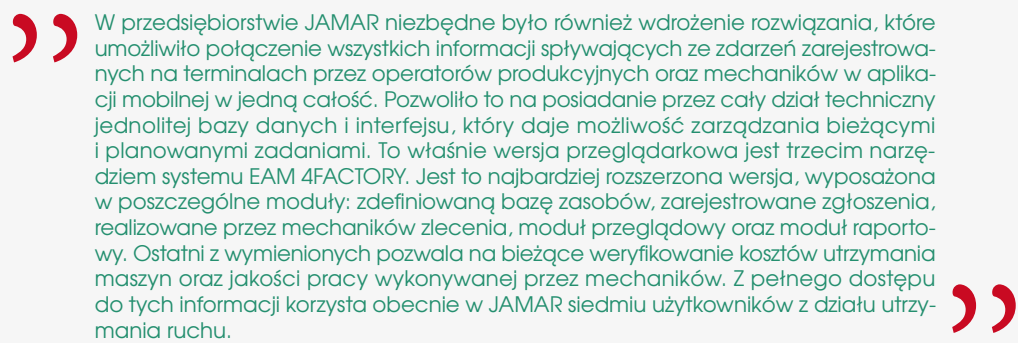 W przedsiębiorstwie JAMAR niezbędne było również wdrożenie rozwiązania, które
umożliwiło połączenie wszystkich informacji spływających ze zdarzeń zarejestrowa-
nych na terminalach przez operatorów produkcyjnych oraz mechaników w aplika-
cji mobilnej w jedną całość. Pozwoliło to na posiadanie przez cały dział techniczny
jednolitej bazy danych i interfejsu, który daje możliwość zarządzania bieżącymi
i planowanymi zadaniami. To właśnie wersja przeglądarkowa jest trzecim narzę-
dziem systemu EAM 4FACTORY. Jest to najbardziej rozszerzona wersja, wyposażona
w poszczególne moduły: zdefiniowaną bazę zasobów, zarejestrowane zgłoszenia,
realizowane przez mechaników zlecenia, moduł przeglądowy oraz moduł raporto-
wy. Ostatni z wymienionych pozwala na bieżące weryfikowanie kosztów utrzymania
maszyn oraz jakości pracy wykonywanej przez mechaników. Z pełnego dostępu
do tych informacji korzysta obecnie w JAMAR siedmiu użytkowników z działu utrzy-
mania ruchu.